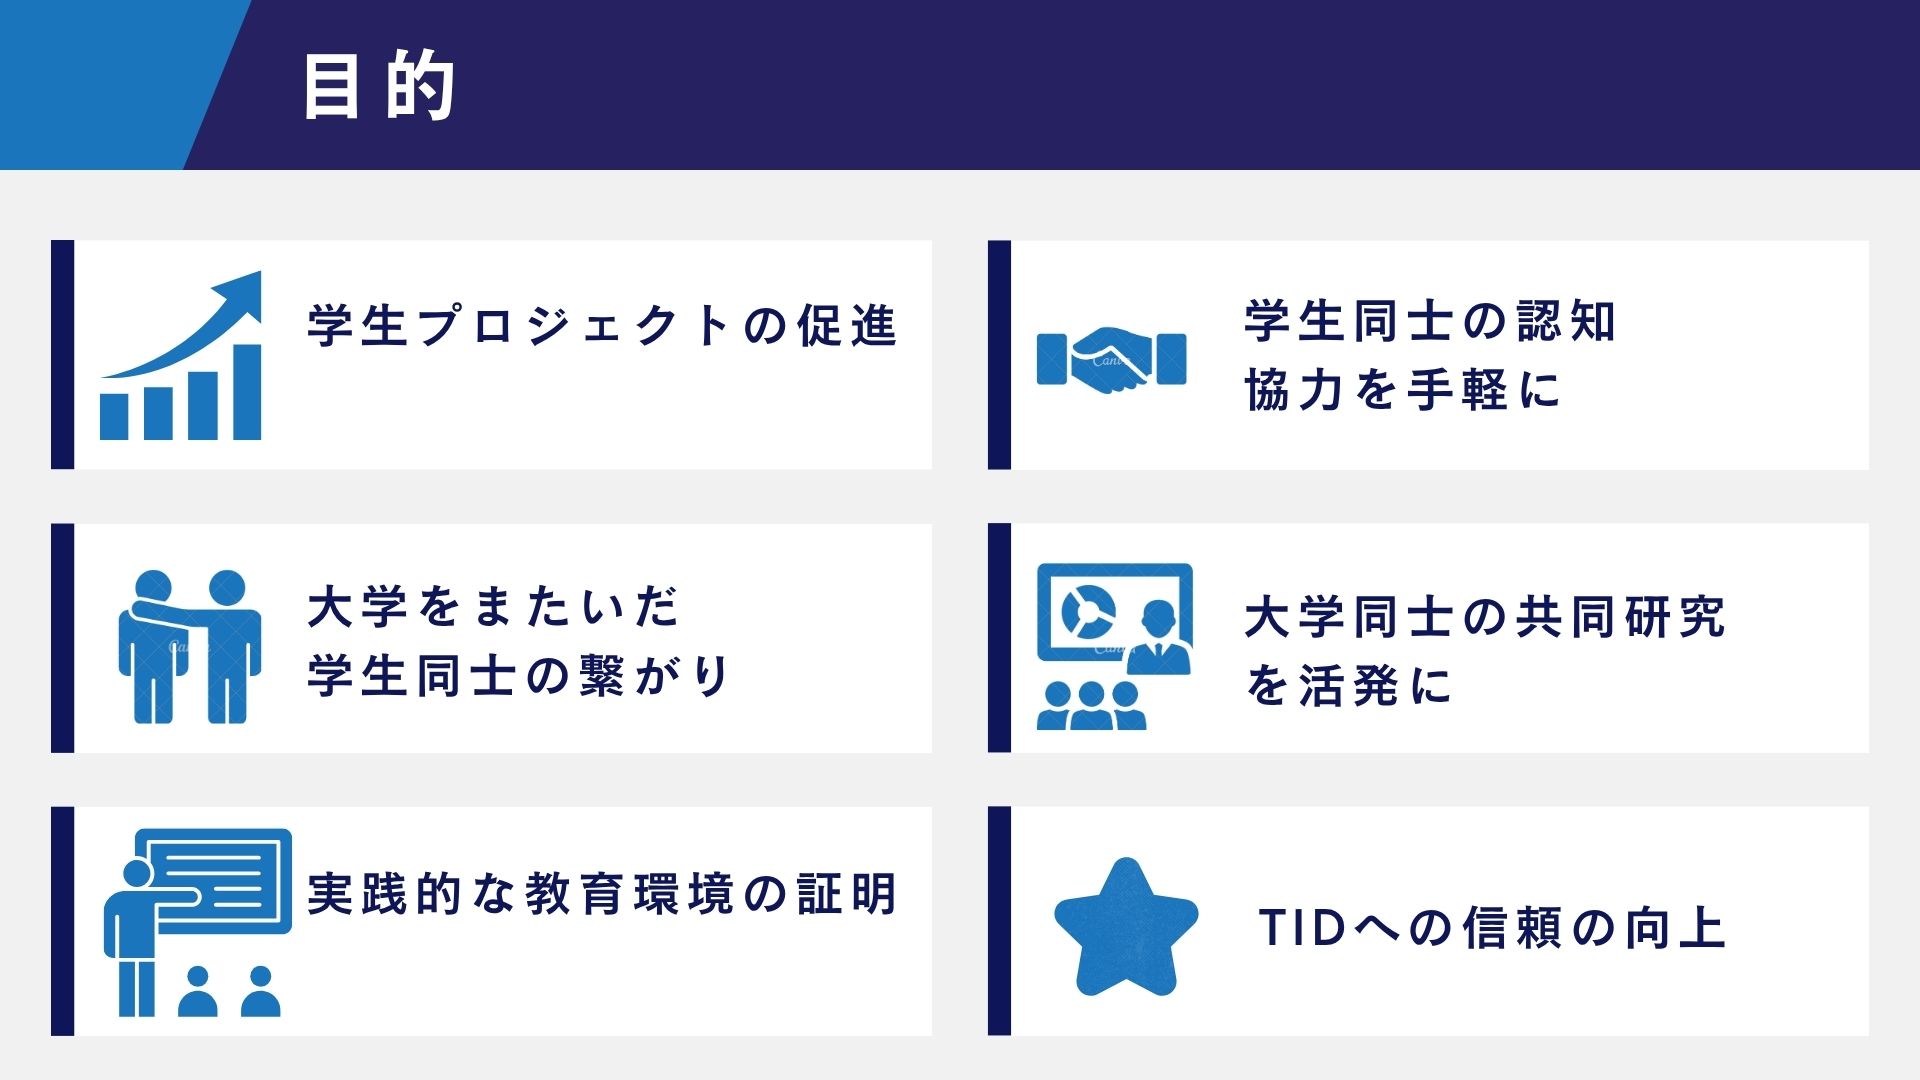 目的
学生プロジェクトの促進
学生同士の認知
協力を手軽に
大学をまたいだ
学生同士の繋がり
大学同士の共同研究
を活発に
実践的な教育環境の証明
TIDへの信頼の向上